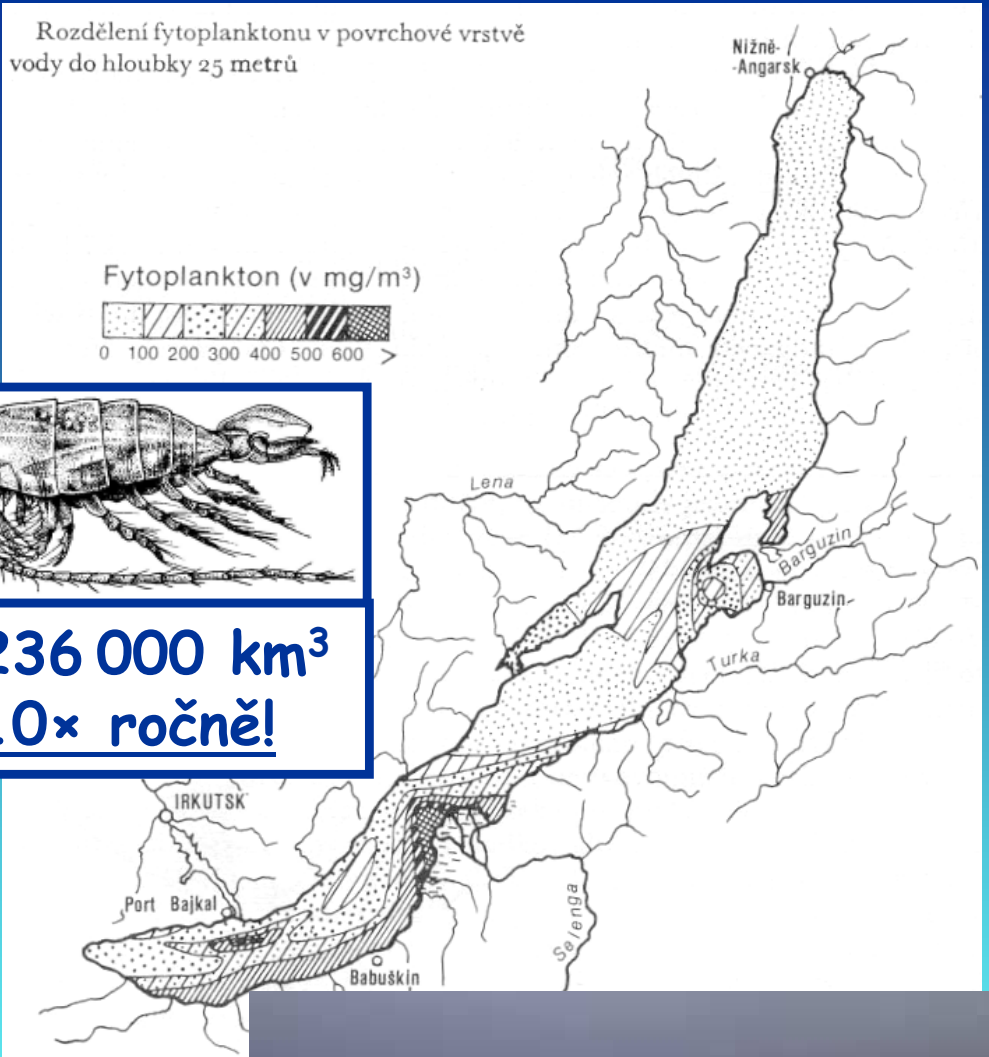 Rozdělení fytoplanktonu v povrchové vrstvě
vody do hloubky 25 metrů
Nižně-
-Angarsk
Fytoplankton (v mg/m³)
0 100 200 300 400 500 600 >
Lena
Barguzin
Barguzin
Turka
236 000 km³
0× ročně!
IRKUTSK
Port Bajkal
Selenga
Babuškin